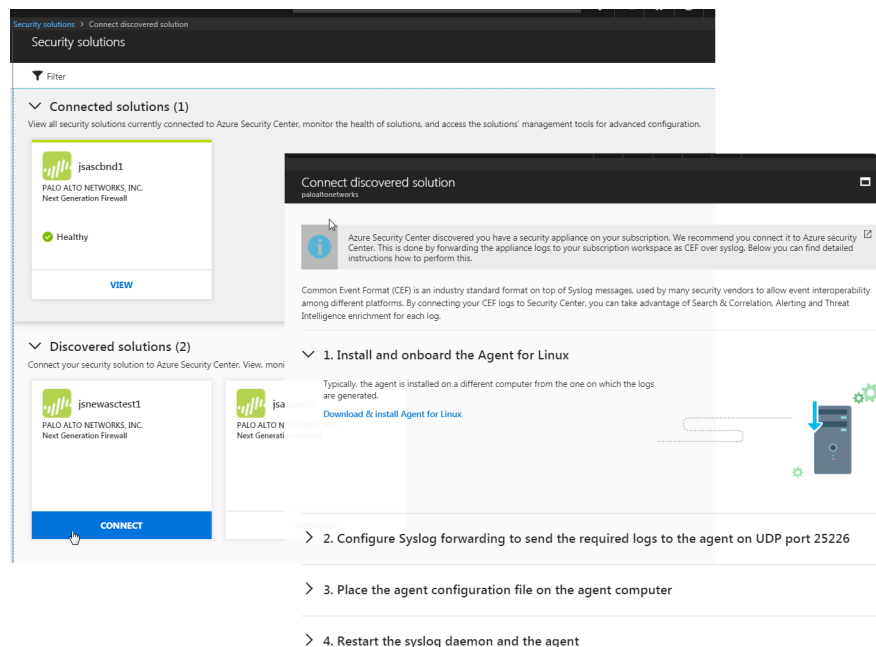 Security solutions > Connect discovered solution
Security solutions
Filter
Connected solutions (1)
View all security solutions currently connected to Azure Security Center, monitor the health of solutions, and access the solutions' management tools for advanced configuration.
jsascbnd1
PALO ALTO NETWORKS, INC.
Next Generation Firewall
Healthy
VIEW
Discovered solutions (2)
Connect your security solution to Azure Security Center. View, moni
jsnewasctest1
PALO ALTO NETWORKS, INC.
Next Generation Firewall
CONNECT
jsa
PALO ALTO N
Next Generati
Connect discovered solution
paloaltonetworks
Azure Security Center discovered you have a security appliance on your subscription. We recommend you connect it to Azure security
Center. This is done by forwarding the appliance logs to your subscription workspace as CEF over syslog. Below you can find detailed
instructions how to perform this.
Common Event Format (CEF) is an industry standard format on top of Syslog messages, used by many security vendors to allow event interoperability
among different platforms. By connecting your CEF logs to Security Center, you can take advantage of Search & Correlation, Alerting and Threat
Intelligence enrichment for each log.
1. Install and onboard the Agent for Linux
Typically, the agent is installed on a different computer from the one on which the logs
are generated.
Download & install Agent for Linux
2. Configure Syslog forwarding to send the required logs to the agent on UDP port 25226
3. Place the agent configuration file on the agent computer
4. Restart the syslog daemon and the agent